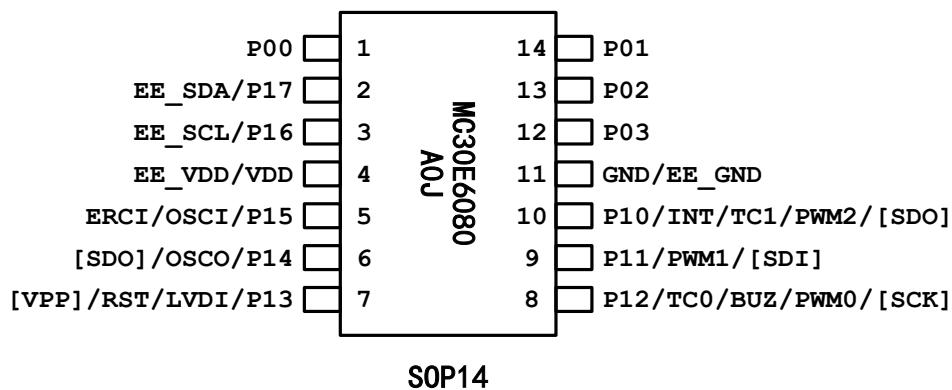 P00 1 14 P01
EE_SDA/P17 2 13 P02
EE_SCL/P16 3 12 P03
EE_VDD/VDD 4 11 GND/EE_GND
ERCI/OSCI/P15 5 10 P10/INT/TC1/PWM2/[SDO]
[SDO]/OSCO/P14 6 9 P11/PWM1/[SDI]
[VPP]/RST/LVDI/P13 7 8 P12/TC0/BUZ/PWM0/[SCK]
MC30E6080
A0J
SOP14